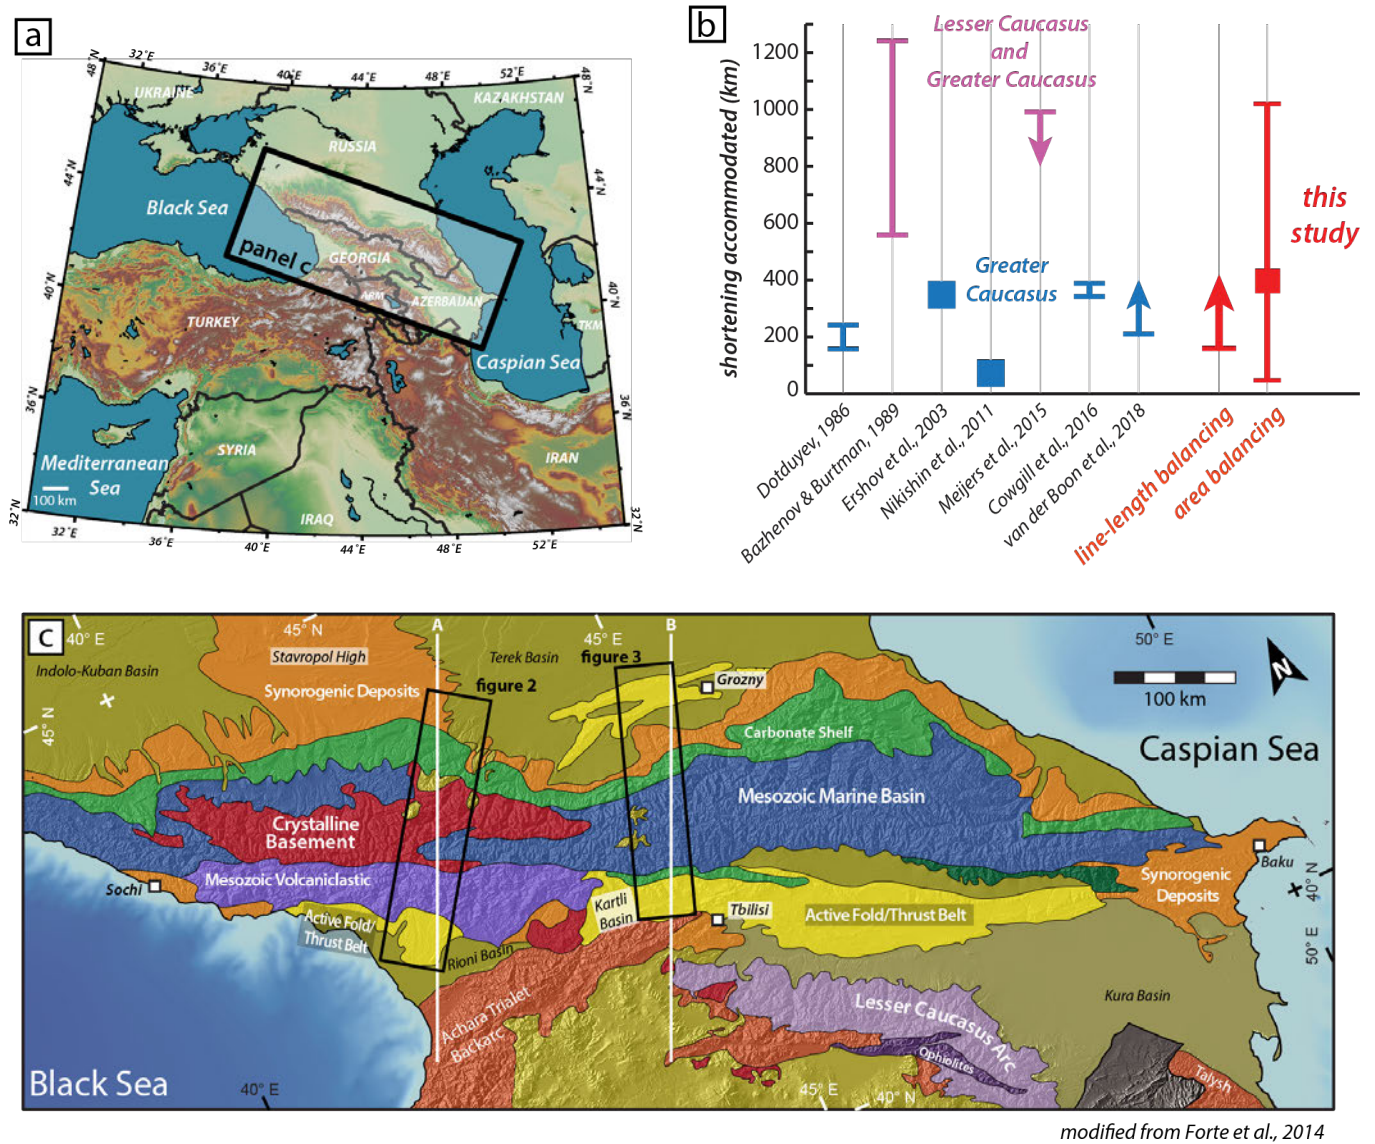 a
48°N
32°E
36°E
40°E
44°E
48°E
52°E
48°N
UKRAINE
KAZAKHSTAN
RUSSIA
44°N
44°N
Black Sea
panel c
GEORGIA
ARM
AZERBAIJAN
40°N
40°N
TURKEY
TKM
Caspian Sea
36°N
36°N
SYRIA
IRAN
Mediterranean
Sea
100 km
IRAQ
32°N
32°N
32°E
36°E
40°E
44°E
48°E
52°E
b
shortening accommodated (km)
1200
1000
800
600
400
200
0
Lesser Caucasus
and
Greater Caucasus
Greater
Caucasus
this
study
Dotduyev, 1986
Bazhenov & Burtman, 1989
Ershov et al, 2003
Nikishin et al, 2011
Meijers et al, 2015
Cowgill et al, 2016
van der Boon et al, 2018
line-length balancing
area balancing
c
40° E
45° N
A
45° E
B
50° E
N
Indolo-Kuban Basin
Stavropol High
Terek Basin
figure 3
Grozny
Synorogenic Deposits
figure 2
100 km
45° N
Carbonate Shelf
Caspian Sea
Mesozoic Marine Basin
Crystalline
Basement
Baku
Sochi
Mesozoic Volcaniclastic
Synorogenic
Deposits
40° N
Kartli
Basin
Tbilisi
Active Fold/Thrust Belt
Active Fold/
Thrust Belt
Rioni Basin
50° E
Kura Basin
Achara Trialet
Backarc
Lesser Caucasus Arc
Ophiolites
Talysh
Black Sea
40° E
45° E
40° N
modified from Forte et al., 2014